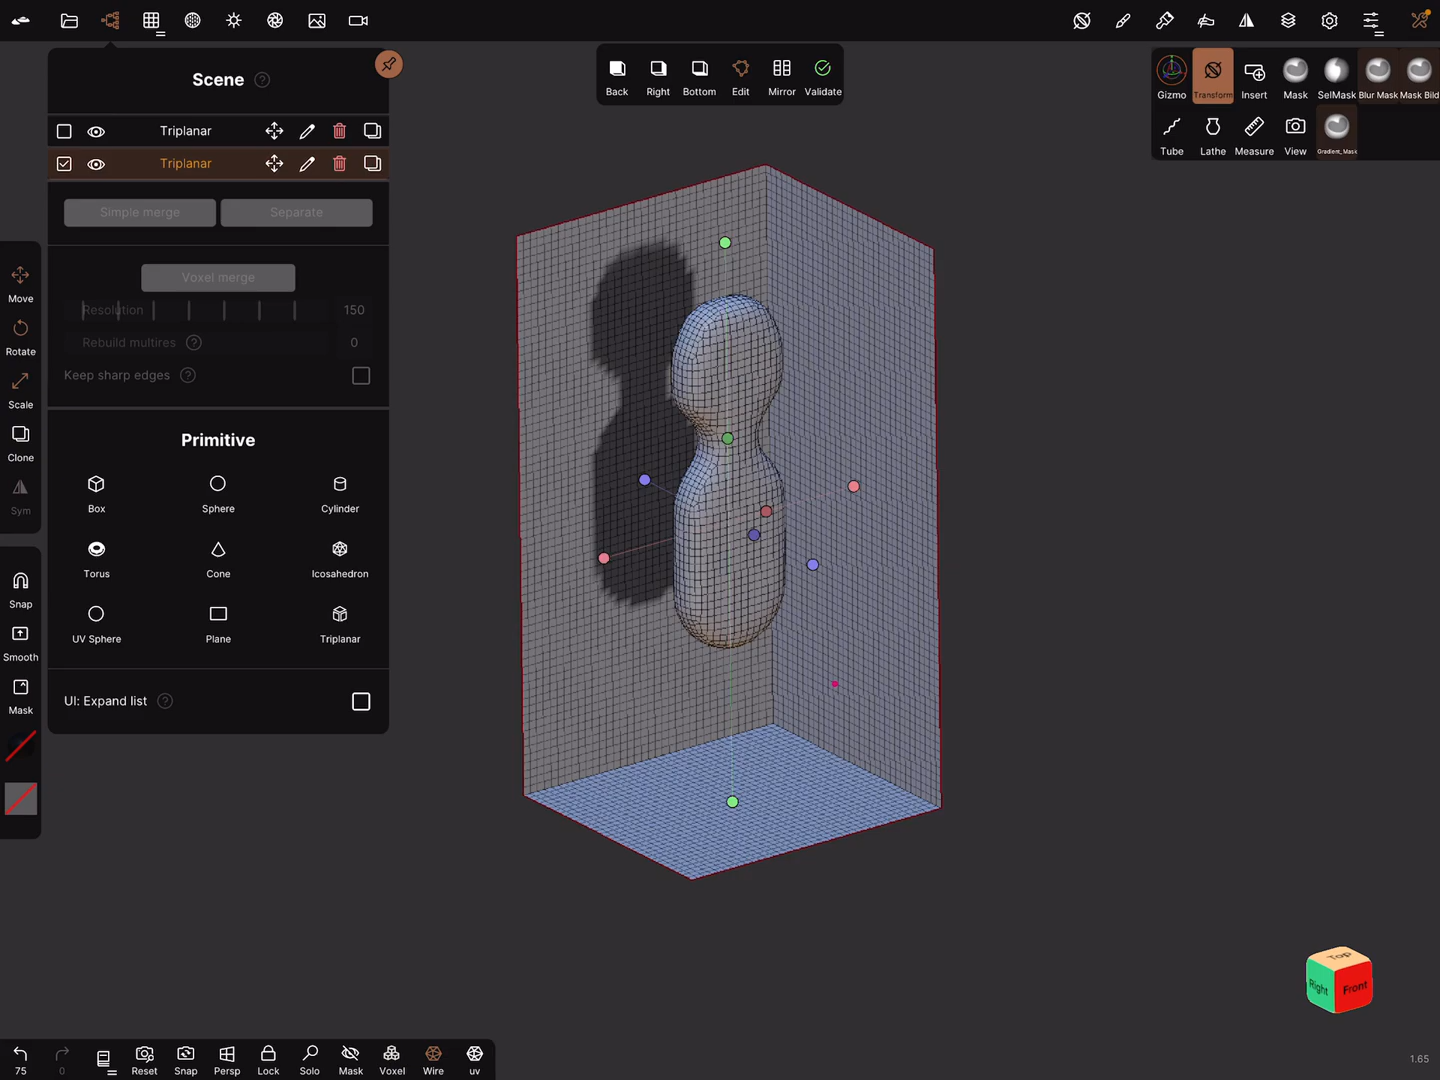 Scene ?
Back Right Bottom Edit Mirror Validate
Gizmo Transform Insert Mask SelMask Blur Mask Mask Bild
Tube Lathe Measure View Gradient_Mask
Triplanar
Triplanar
Simple merge Separate
Voxel merge
Resolution 150
Rebuild multires ? 0
Keep sharp edges ?
Primitive
Box Sphere Cylinder
Torus Cone Icosahedron
UV Sphere Plane Triplanar
UI: Expand list ?
Move
Rotate
Scale
Clone
Sym
Snap
Smooth
Mask
Top
Right Front
75 0 Reset Snap Persp Lock Solo Mask Voxel Wire uv
1.65